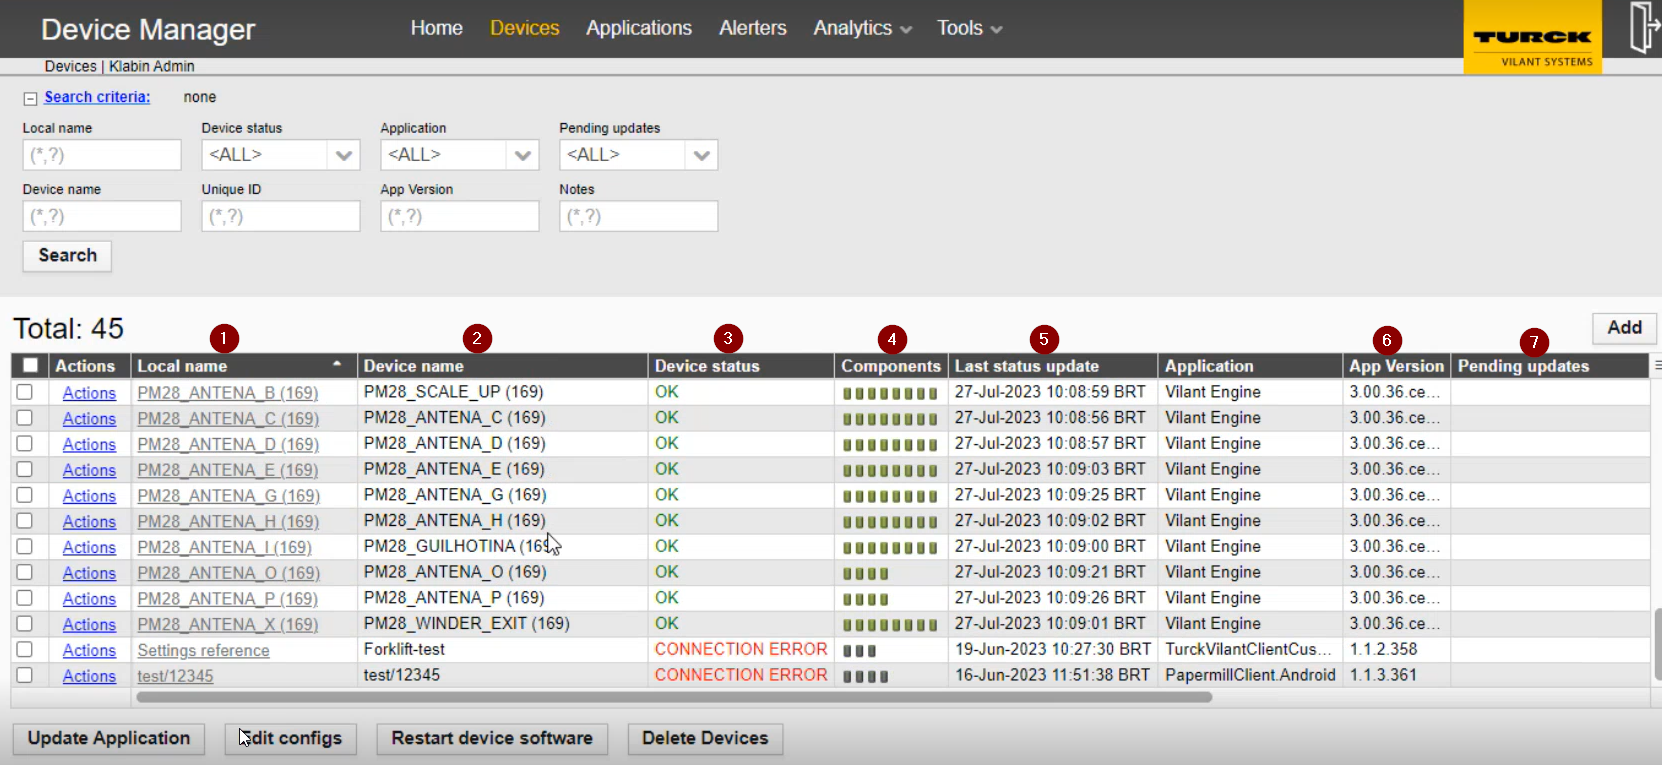 Device Manager Home Devices Applications Alerters Analytics Tools TURCK
VILANT SYSTEMS
Devices | Klabin Admin
Search criteria: none
Local name Device status Application Pending updates
(*,?) <ALL> <ALL> <ALL>
Device name Unique ID App Version Notes
(*,?) (*,?) (*,?) (*,?)
Search
Total: 45 1 2 3 4 5 6 7 Add
Actions Local name Device name Device status Components Last status update Application App Version Pending updates
Actions PM28_ANTENA_B (169) PM28_SCALE_UP (169) OK 27-Jul-2023 10:08:59 BRT Vilant Engine 3.00.36.ce...
Actions PM28_ANTENA_C (169) PM28_ANTENA_C (169) OK 27-Jul-2023 10:08:56 BRT Vilant Engine 3.00.36.ce...
Actions PM28_ANTENA_D (169) PM28_ANTENA_D (169) OK 27-Jul-2023 10:08:57 BRT Vilant Engine 3.00.36.ce...
Actions PM28_ANTENA_E (169) PM28_ANTENA_E (169) OK 27-Jul-2023 10:09:03 BRT Vilant Engine 3.00.36.ce...
Actions PM28_ANTENA_G (169) PM28_ANTENA_G (169) OK 27-Jul-2023 10:09:25 BRT Vilant Engine 3.00.36.ce...
Actions PM28_ANTENA_H (169) PM28_ANTENA_H (169) OK 27-Jul-2023 10:09:02 BRT Vilant Engine 3.00.36.ce...
Actions PM28_ANTENA_I (169) PM28_GUILHOTINA (169) OK 27-Jul-2023 10:09:00 BRT Vilant Engine 3.00.36.ce...
Actions PM28_ANTENA_O (169) PM28_ANTENA_O (169) OK 27-Jul-2023 10:09:21 BRT Vilant Engine 3.00.36.ce...
Actions PM28_ANTENA_P (169) PM28_ANTENA_P (169) OK 27-Jul-2023 10:09:26 BRT Vilant Engine 3.00.36.ce...
Actions PM28_ANTENA_X (169) PM28_WINDER_EXIT (169) OK 27-Jul-2023 10:09:01 BRT Vilant Engine 3.00.36.ce...
Actions Settings reference Forklift-test CONNECTION ERROR 19-Jun-2023 10:27:30 BRT TurckVilantClientCus... 1.1.2.358
Actions test/12345 test/12345 CONNECTION ERROR 16-Jun-2023 11:51:38 BRT PapermillClient.Android 1.1.3.361
Update Application Edit configs Restart device software Delete Devices